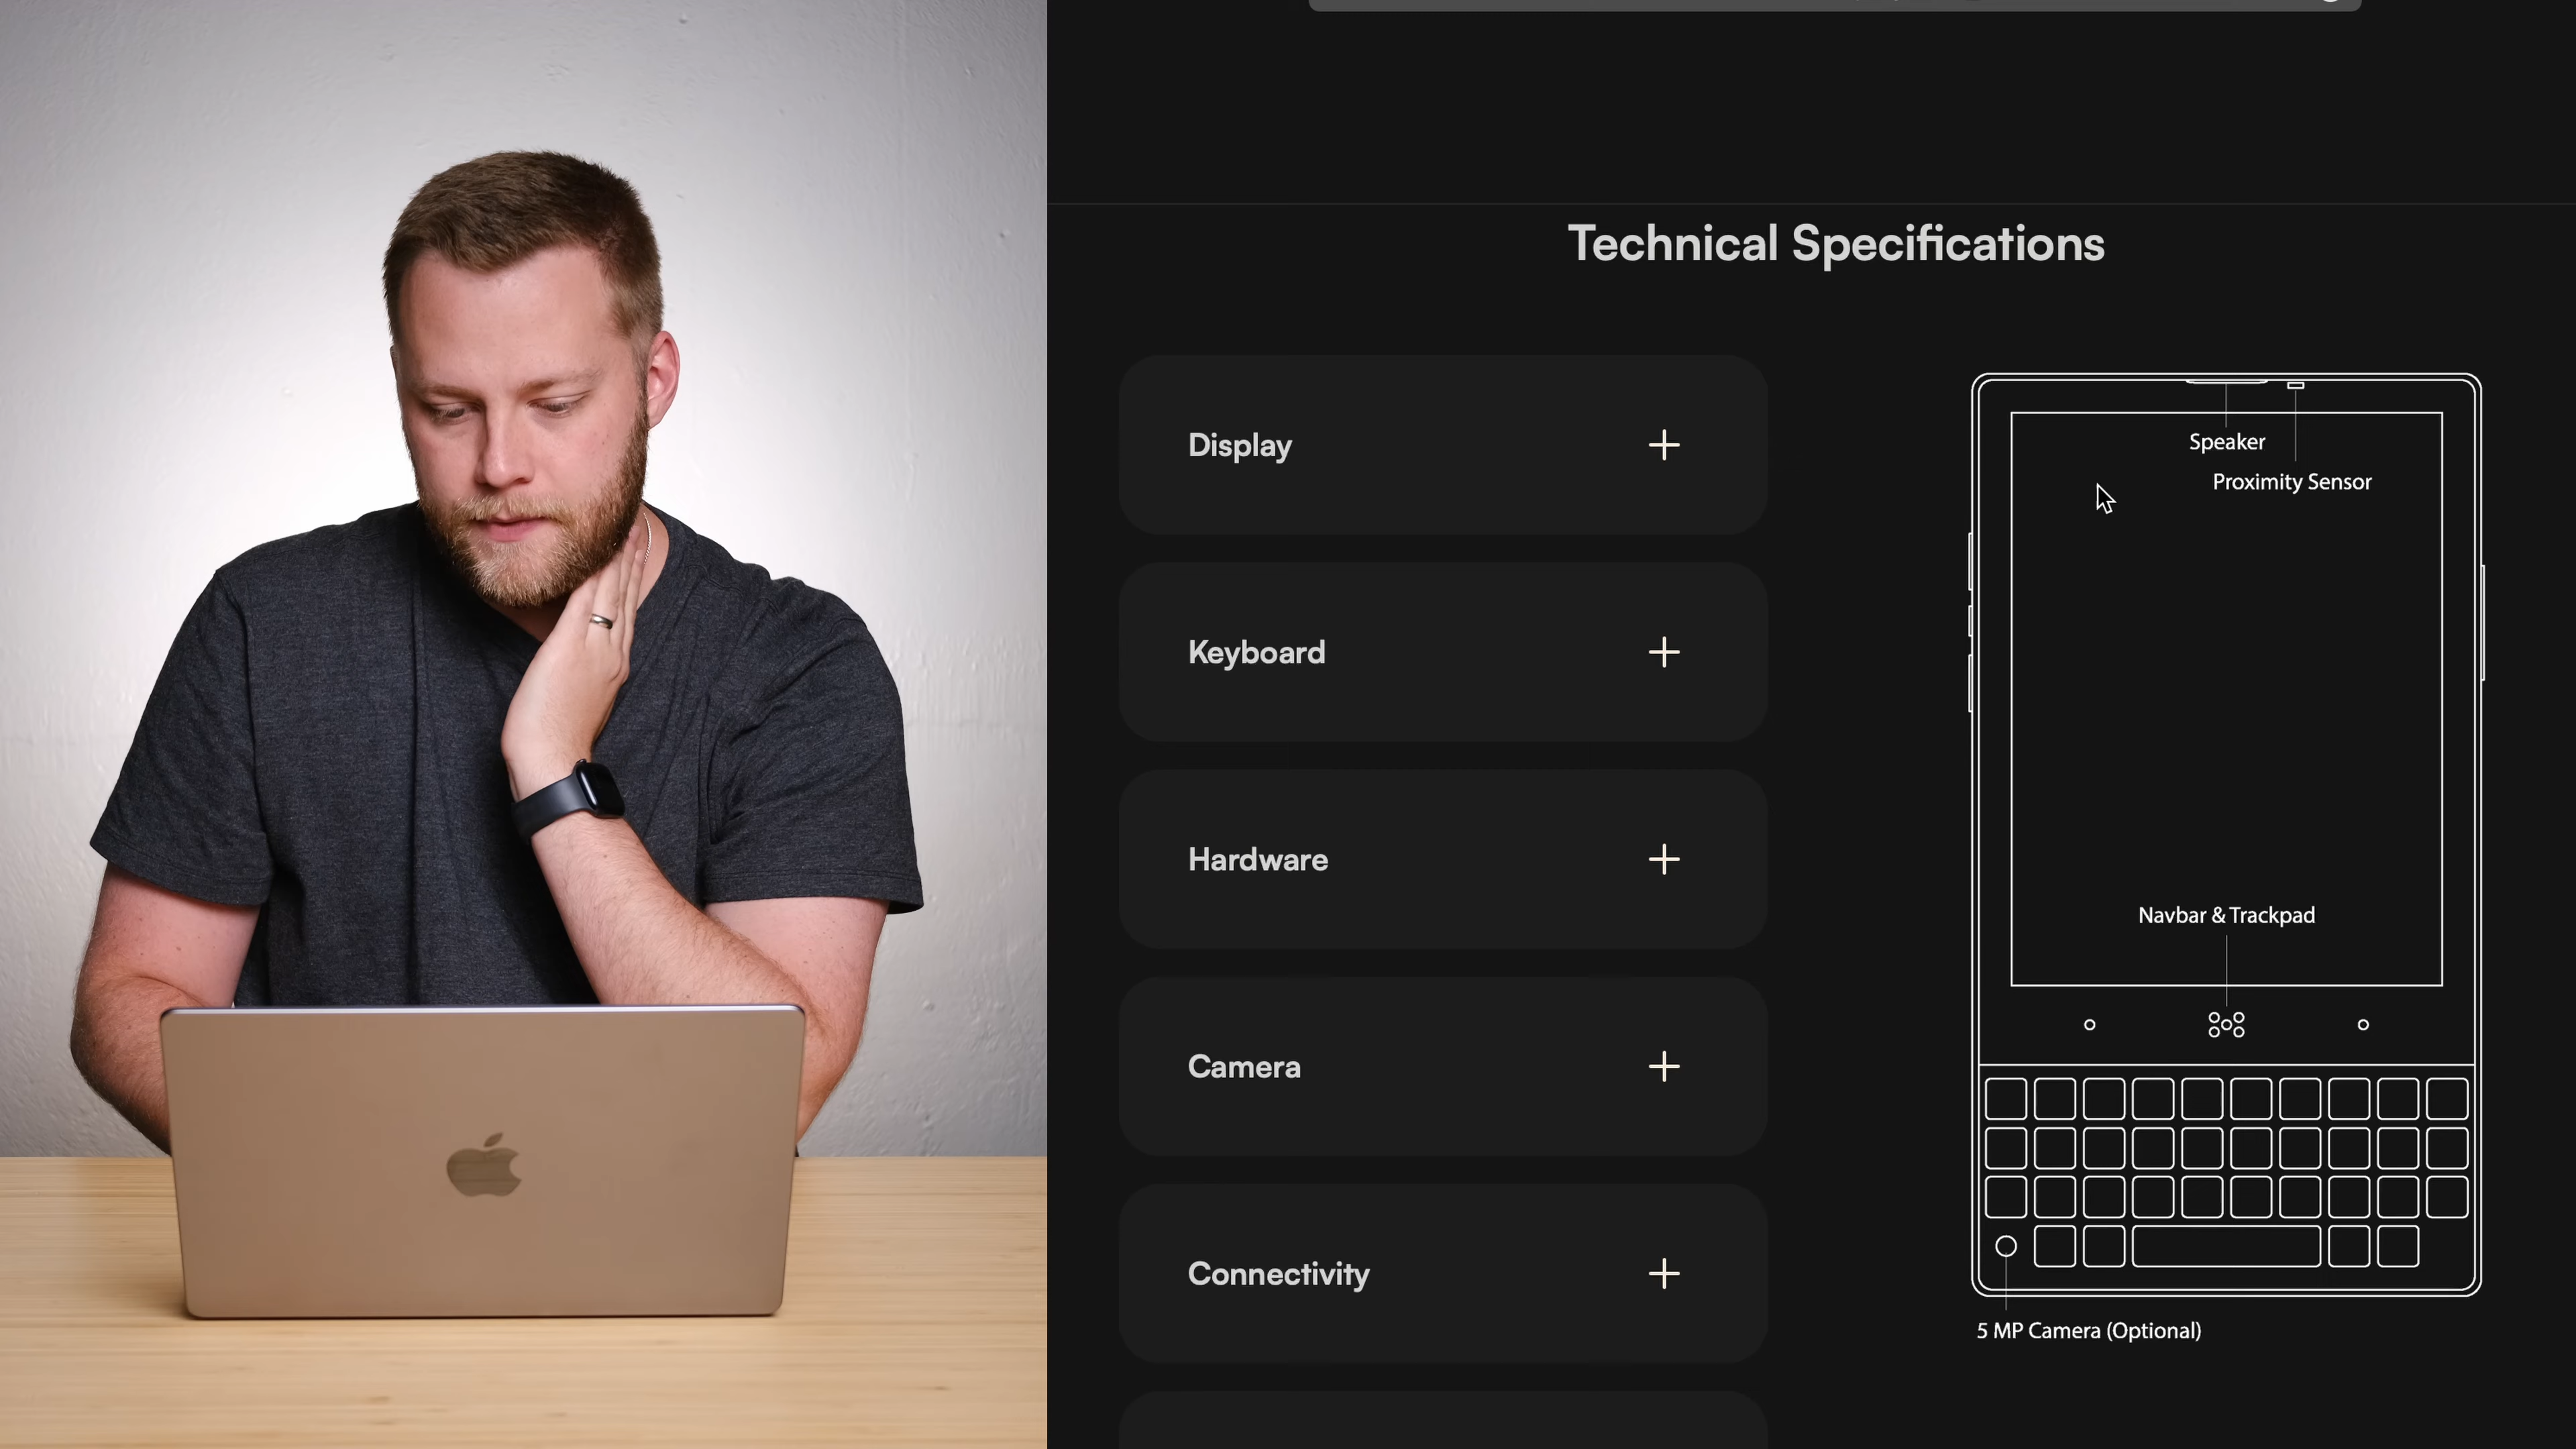 Technical Specifications
Display
Keyboard
Hardware
Camera
Connectivity
Speaker
Proximity Sensor
Navbar & Trackpad
5 MP Camera (Optional)